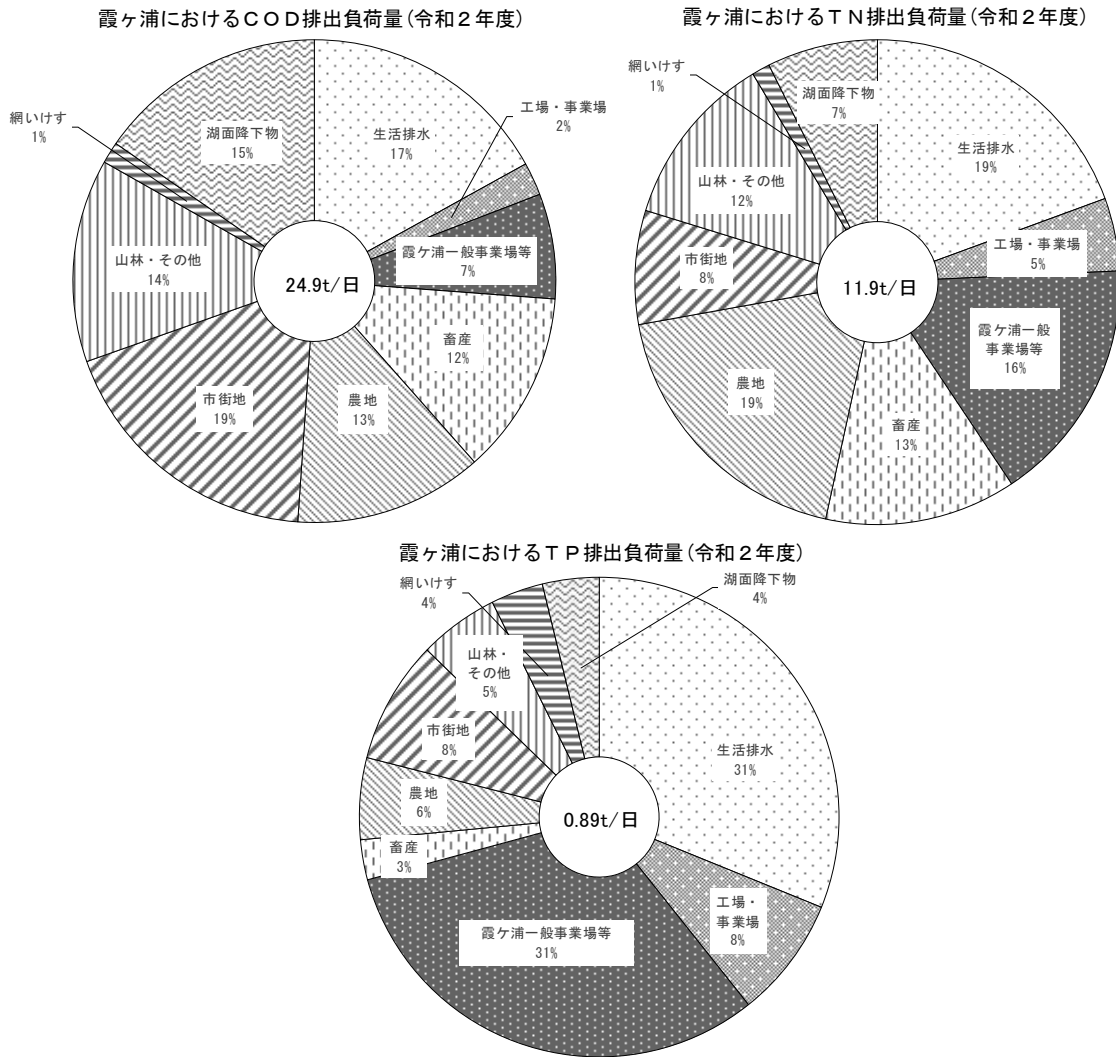 霞ヶ浦におけるCOD排出負荷量(令和２年度)
生活排水
17%
工場・事業場
2%
霞ケ浦一般事業場等
7%
畜産
12%
農地
13%
市街地
19%
山林・その他
14%
網いけす
1%
湖面降下物
15%
24.9t/日
霞ヶ浦におけるTN排出負荷量(令和２年度)
生活排水
19%
工場・事業場
5%
霞ケ浦一般
事業場等
16%
畜産
13%
農地
19%
市街地
8%
山林・その他
12%
網いけす
1%
湖面降下物
7%
11.9t/日
霞ヶ浦におけるTP排出負荷量(令和２年度)
生活排水
31%
工場・
事業場
8%
霞ケ浦一般事業場等
31%
畜産
3%
農地
6%
市街地
8%
山林・
その他
5%
網いけす
4%
湖面降下物
4%
0.89t/日